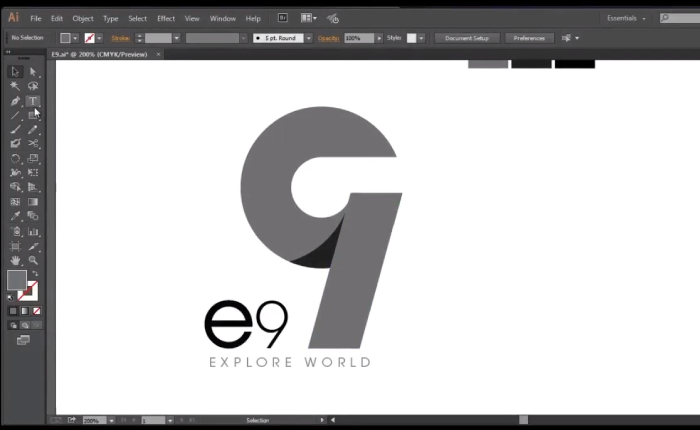 Ai File Edit Object Type Select Effect View Window Help Br Essentials
No Selection Stroke: 5 pt. Round Opacity: 100% Style: Document Setup Preferences
E9.ai* @ 200% (CMYK/Preview) ×
T
e9
EXPLORE WORLD
200% 1 Selection